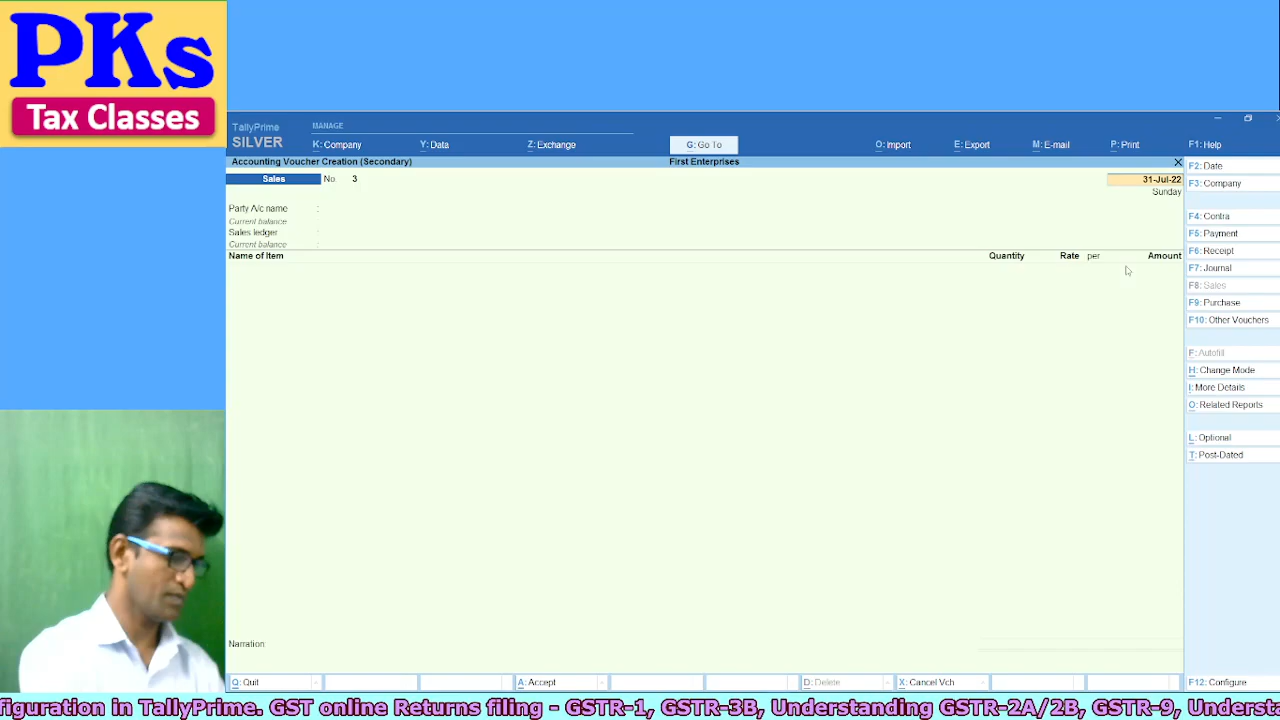 PKs
Tax Classes
TallyPrime
SILVER
MANAGE
K: Company
Y: Data
Z: Exchange
G: Go To
O: Import
E: Export
M: E-mail
P: Print
F1: Help
Accounting Voucher Creation (Secondary)
First Enterprises
Sales
No.
3
31-Jul-22
Sunday
Party A/c name :
Current balance :
Sales ledger :
Current balance :
Name of Item
Quantity
Rate
per
Amount
F2: Date
F3: Company
F4: Contra
F5: Payment
F6: Receipt
F7: Journal
F8: Sales
F9: Purchase
F10: Other Vouchers
F: Autofill
H: Change Mode
I: More Details
O: Related Reports
L: Optional
T: Post-Dated
Narration:
Q: Quit
A: Accept
D: Delete
X: Cancel Vch
F12: Configure
figuration in TallyPrime. GST online Returns filing - GSTR-1, GSTR-3B, Understanding GSTR-2A/2B, GSTR-9, Understa